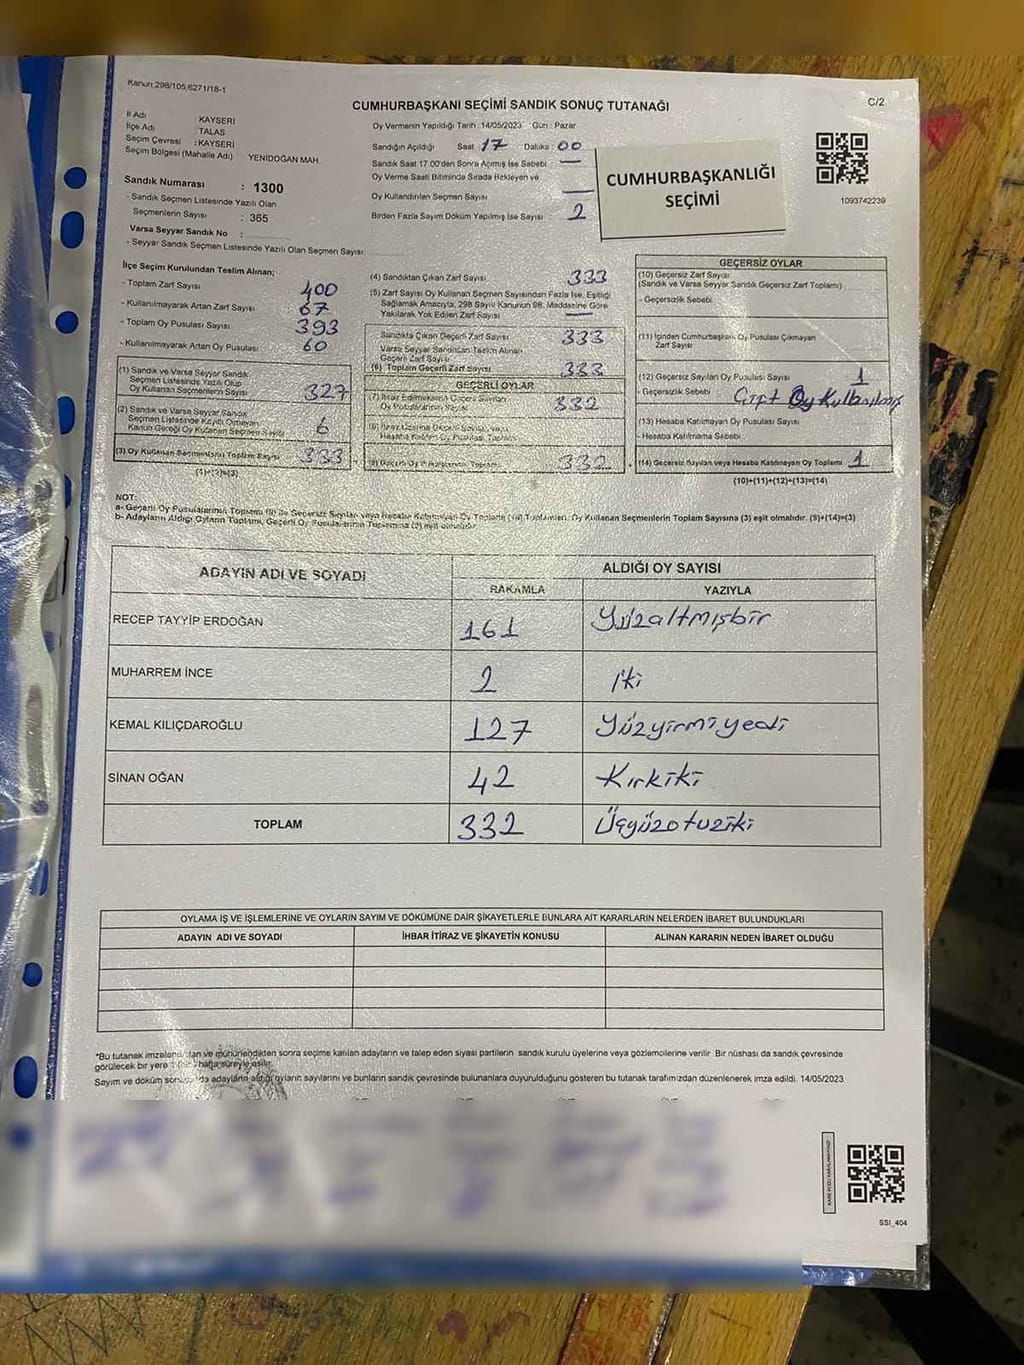 Kanun;298/105,6271/18-1
CUMHURBAŞKANI SEÇİMİ SANDIK SONUÇ TUTANAĞI
C/2
İl Adı KAYSERİ
İlçe Adı TALAS
Seçim Çevresi : KAYSERİ
Seçim Bölgesi (Mahalle Adı) YENİDOĞAN MAH.
Sandık Numarası : 1300
- Sandık Seçmen Listesinde Yazılı Olan
Seçmenlerin Sayısı : 365
Varsa Seyyar Sandık No :
- Seyyar Sandık Seçmen Listesinde Yazılı Olan Seçmen Sayısı
Oy Vermenin Yapıldığı Tarih :14/05/2023 Gün : Pazar
Sandığın Açıldığı Saat 17 Dakika : 00
Sandık Saat 17.00'den Sonra Açılmış İse Sebebi —
Oy Verme Saati Bitiminde Sırada Bekleyen ve
Oy Kullandırılan Seçmen Sayısı —
Birden Fazla Sayım Döküm Yapılmış İse Sayısı 2
CUMHURBAŞKANLIĞI
SEÇİMİ
1093742239
İlçe Seçim Kurulundan Teslim Alınan;
- Toplam Zarf Sayısı 400
- Kullanılmayarak Artan Zarf Sayısı 67
- Toplam Oy Pusulası Sayısı 393
- Kullanılmayarak Artan Oy Pusulası 60
(1) Sandık ve Varsa Seyyar Sandık
Seçmen Listesinde Yazılı Olup
Oy Kullanan Seçmenlerin Sayısı 327
(2) Sandık ve Varsa Seyyar Sandık
Seçmen Listesinde Kayıtlı Olmayan
Kanun Gereği Oy Kullanan Seçmen Sayısı 6
(3) Oy Kullanan Seçmenlerin Toplam Sayısı 333
(1)+(2)=(3)
(4) Sandıktan Çıkan Zarf Sayısı 333
(5) Zarf Sayısı Oy Kullanan Seçmen Sayısından Fazla İse, Eşitliği
Sağlamak Amacıyla, 298 Sayılı Kanunun 98. Maddesine Göre
Yakılarak Yok Edilen Zarf Sayısı —
Sandıkta Çıkan Geçerli Zarf Sayısı 333
Varsa Seyyar Sandıktan Teslim Alınan
Geçerli Zarf Sayısı
(6) Toplam Geçerli Zarf Sayısı 333
GEÇERLİ OYLAR
(7) İtiraz Edilmeksizin Geçerli Sayılan
Oy Pusulalarının Sayısı 332
(8) İtiraz Üzerine Geçerli Sayılan veya
Hesaba Katılan Oy Pusulası Toplamı
(9) Geçerli Oy Pusulalarının Toplamı 332
GEÇERSİZ OYLAR
(10) Geçersiz Zarf Sayısı
(Sandık ve Varsa Seyyar Sandık Geçersiz Zarf Toplamı)
- Geçersizlik Sebebi
(11) İçinden Cumhurbaşkanı Oy Pusulası Çıkmayan
Zarf Sayısı
(12) Geçersiz Sayılan Oy Pusulası Sayısı 1
- Geçersizlik Sebebi Çift Oy Kullanılmış
(13) Hesaba Katılmayan Oy Pusulası Sayısı
- Hesaba Katılmama Sebebi
(14) Geçersiz Sayılan veya Hesaba Katılmayan Oy Toplamı 1
(10)+(11)+(12)+(13)=(14)
NOT:
a- Geçerli Oy Pusulalarının Toplamı (9) ile Geçersiz Sayılan veya Hesaba Katılmayan Oy Toplamı (14) Toplamları, Oy Kullanan Seçmenlerin Toplam Sayısına (3) eşit olmalıdır. (9)+(14)=(3)
b- Adayların Aldığı Oyların Toplamı, Geçerli Oy Pusulalarının Toplamına (9) eşit olmalıdır.
ADAYIN ADI VE SOYADI ALDIĞI OY SAYISI
RAKAMLA YAZIYLA
RECEP TAYYİP ERDOĞAN 161 Yüzaltmışbir
MUHARREM İNCE 2 İki
KEMAL KILIÇDAROĞLU 127 Yüzyirmiyedi
SİNAN OĞAN 42 Kırkiki
TOPLAM 332 Üçyüzotuziki
OYLAMA İŞ VE İŞLEMLERİNE VE OYLARIN SAYIM VE DÖKÜMÜNE DAİR ŞİKAYETLERLE BUNLARA AİT KARARLARIN NELERDEN İBARET BULUNDUKLARI
ADAYIN ADI VE SOYADI İHBAR İTİRAZ VE ŞİKAYETİN KONUSU ALINAN KARARIN NEDEN İBARET OLDUĞU
*Bu tutanak ve mühürlendikten sonra seçime katılan adayların ve talep eden siyasi partilerin sandık kurulu üyelerine veya gözlemcilerine verilir. Bir nüshası da sandık çevresinde
görülecek bir yere hafta süreyle asılır.
Sayım ve döküm adayların aldığı oyların sayılarını ve bunların sandık çevresinde bulunanlara duyurulduğunu gösteren bu tutanak tarafımızdan düzenlenerek imza edildi. 14/05/2023
KARE KODU KARALAMAYINIZ!
SSI_404